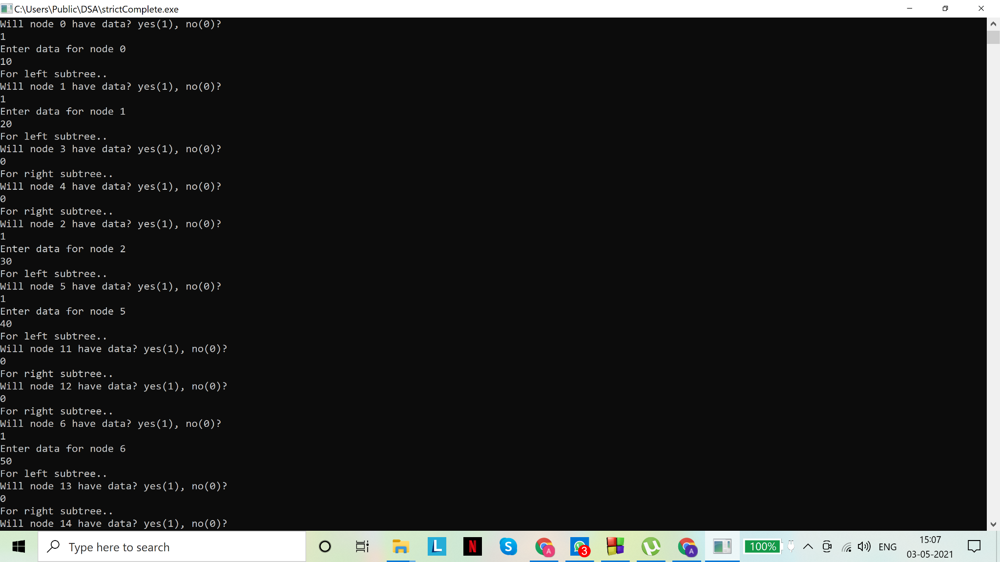 C:\Users\Public\DSA\strictComplete.exe
Will node 0 have data? yes(1), no(0)?
1
Enter data for node 0
10
For left subtree..
Will node 1 have data? yes(1), no(0)?
1
Enter data for node 1
20
For left subtree..
Will node 3 have data? yes(1), no(0)?
0
For right subtree..
Will node 4 have data? yes(1), no(0)?
0
For right subtree..
Will node 2 have data? yes(1), no(0)?
1
Enter data for node 2
30
For left subtree..
Will node 5 have data? yes(1), no(0)?
1
Enter data for node 5
40
For left subtree..
Will node 11 have data? yes(1), no(0)?
0
For right subtree..
Will node 12 have data? yes(1), no(0)?
0
For right subtree..
Will node 6 have data? yes(1), no(0)?
1
Enter data for node 6
50
For left subtree..
Will node 13 have data? yes(1), no(0)?
0
For right subtree..
Will node 14 have data? yes(1), no(0)?
Type here to search
L
N
S
A
3
µ
A
100%
ENG
15:07
03-05-2021